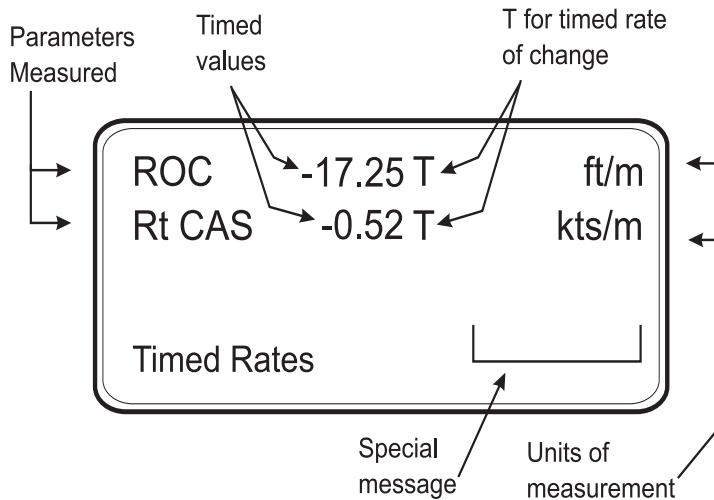 Parameters
Measured
Timed
values
T for timed rate
of change
ROC -17.25 T ft/m
Rt CAS -0.52 T kts/m
Timed Rates
Special
message
Units of
measurement